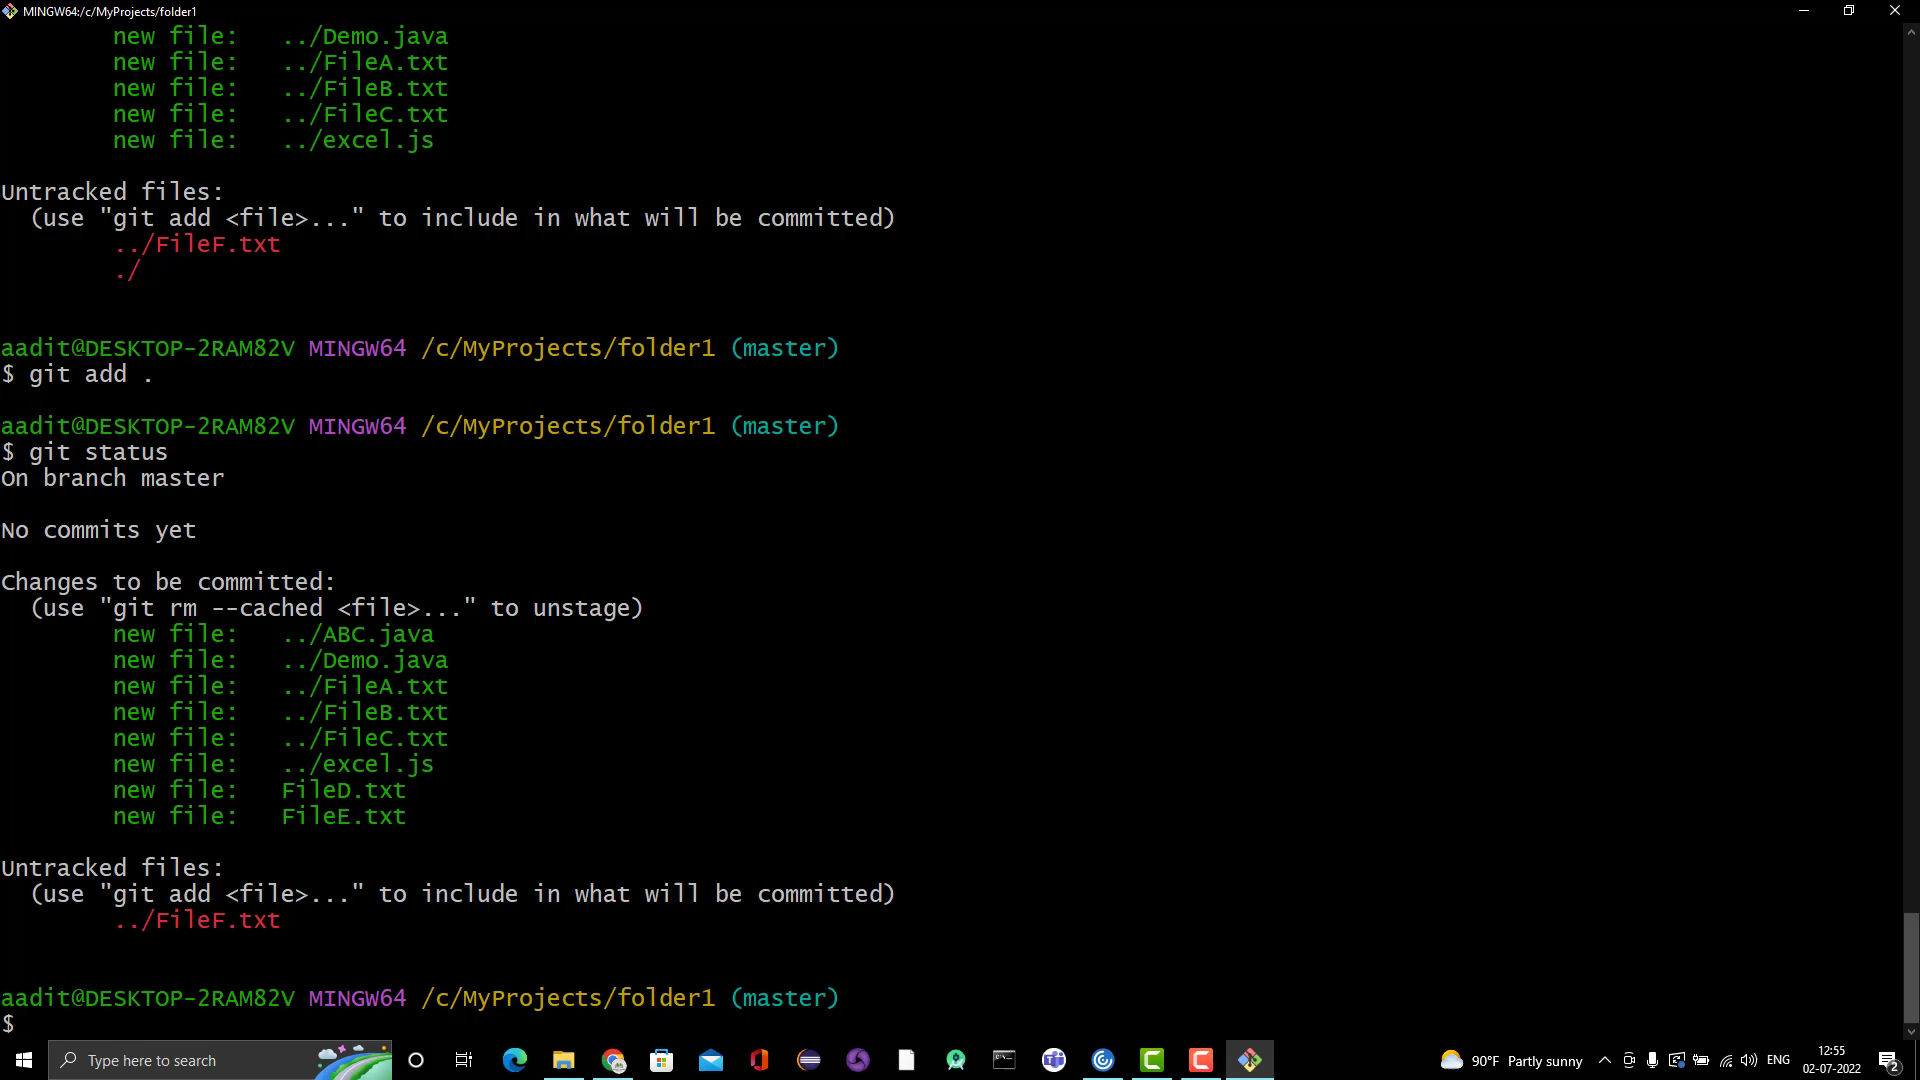 MINGW64:/c/MyProjects/folder1
new file:   ../Demo.java
new file:   ../FileA.txt
new file:   ../FileB.txt
new file:   ../FileC.txt
new file:   ../excel.js
Untracked files:
(use "git add <file>..." to include in what will be committed)
../FileF.txt
./
aadit@DESKTOP-2RAM82V MINGW64 /c/MyProjects/folder1 (master)
$ git add .
aadit@DESKTOP-2RAM82V MINGW64 /c/MyProjects/folder1 (master)
$ git status
On branch master
No commits yet
Changes to be committed:
(use "git rm --cached <file>..." to unstage)
new file:   ../ABC.java
new file:   ../Demo.java
new file:   ../FileA.txt
new file:   ../FileB.txt
new file:   ../FileC.txt
new file:   ../excel.js
new file:   FileD.txt
new file:   FileE.txt
Untracked files:
(use "git add <file>..." to include in what will be committed)
../FileF.txt
aadit@DESKTOP-2RAM82V MINGW64 /c/MyProjects/folder1 (master)
$
Type here to search
90°F Partly sunny
ENG
12:55
02-07-2022
2